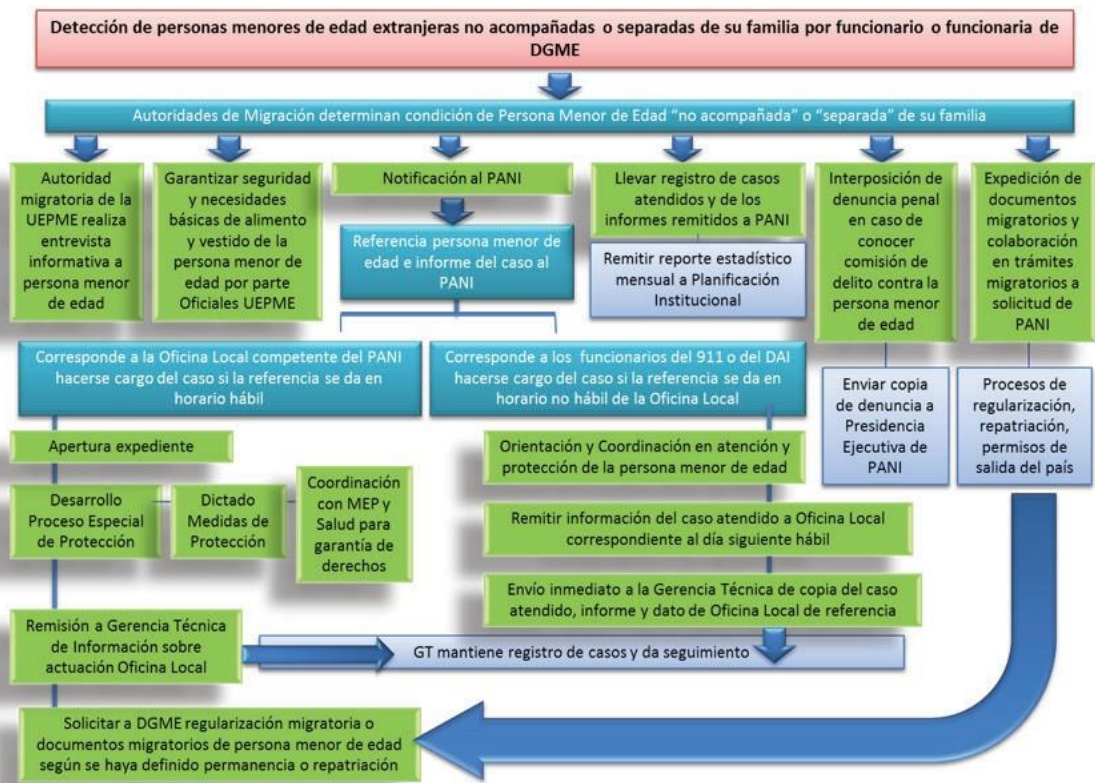 Detección de personas menores de edad extranjeras no acompañadas o separadas de su familia por funcionario o funcionaria de
DGME
Autoridades de Migración determinan condición de Persona Menor de Edad “no acompañada” o “separada” de su familia
Autoridad
migratoria de la
UEPME realiza
entrevista
informativa a
persona menor
de edad
Garantizar seguridad
y necesidades
básicas de alimento
y vestido de la
persona menor de
edad por parte
Oficiales UEPME
Notificación al PANI
Referencia persona menor de
edad e informe del caso al
PANI
Llevar registro de casos
atendidos y de los
informes remitidos a PANI
Remitir reporte estadístico
mensual a Planificación
Institucional
Interposición de
denuncia penal
en caso de
conocer
comisión de
delito contra la
persona menor
de edad
Enviar copia
de denuncia a
Presidencia
Ejecutiva de
PANI
Expedición de
documentos
migratorios y
colaboración
en trámites
migratorios a
solicitud de
PANI
Procesos de
regularización,
repatriación,
permisos de
salida del país
Corresponde a la Oficina Local competente del PANI
hacerse cargo del caso si la referencia se da en
horario hábil
Corresponde a los funcionarios del 911 o del DAI
hacerse cargo del caso si la referencia se da en
horario no hábil de la Oficina Local
Apertura expediente
Desarrollo
Proceso Especial
de Protección
Dictado
Medidas de
Protección
Coordinación
con MEP y
Salud para
garantía de
derechos
Orientación y Coordinación en atención y
protección de la persona menor de edad
Remitir información del caso atendido a Oficina Local
correspondiente al día siguiente hábil
Envío inmediato a la Gerencia Técnica de copia del caso
atendido, informe y dato de Oficina Local de referencia
Remisión a Gerencia Técnica
de Información sobre
actuación Oficina Local
GT mantiene registro de casos y da seguimiento
Solicitar a DGME regularización migratoria o
documentos migratorios de persona menor de edad
según se haya definido permanencia o repatriación